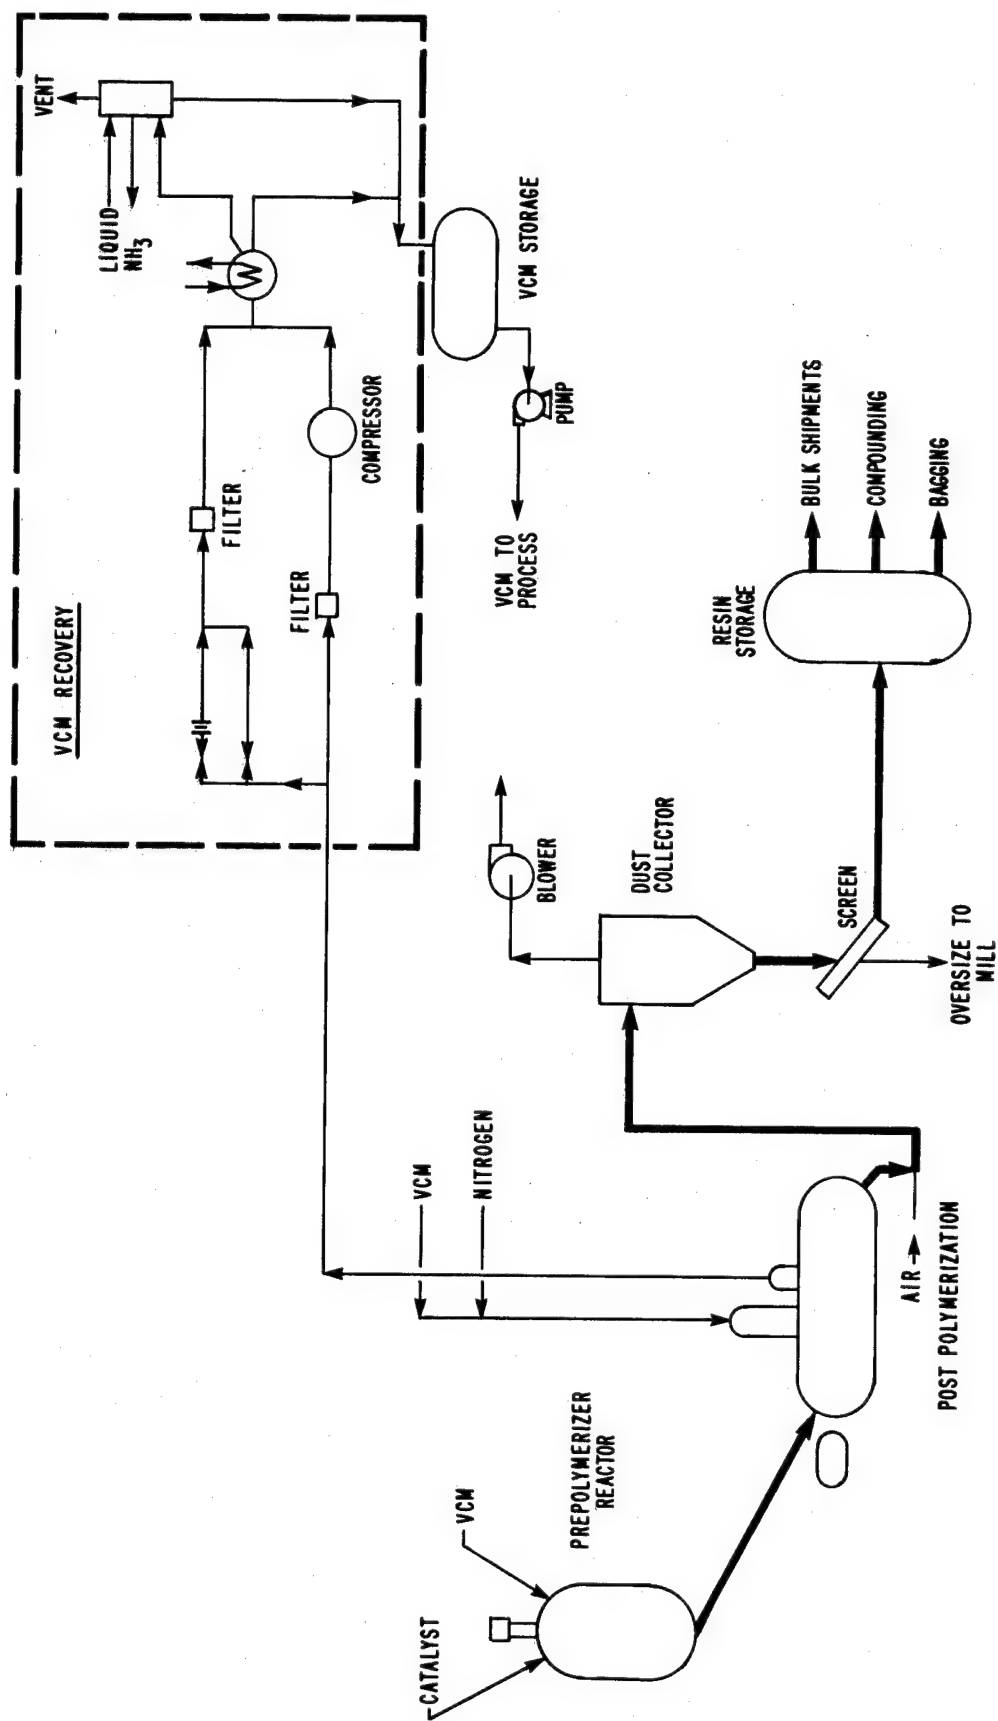 VCM RECOVERY
VENT
LIQUID
NH3
FILTER
FILTER
COMPRESSOR
VCM STORAGE
PUMP
VCM TO
PROCESS
VCM
NITROGEN
BLOWER
DUST
COLLECTOR
SCREEN
OVERSIZE TO
MILL
RESIN
STORAGE
BULK SHIPMENTS
COMPOUNDING
BAGGING
CATALYST
VCM
PREPOLYMERIZER
REACTOR
AIR
POST POLYMERIZATION